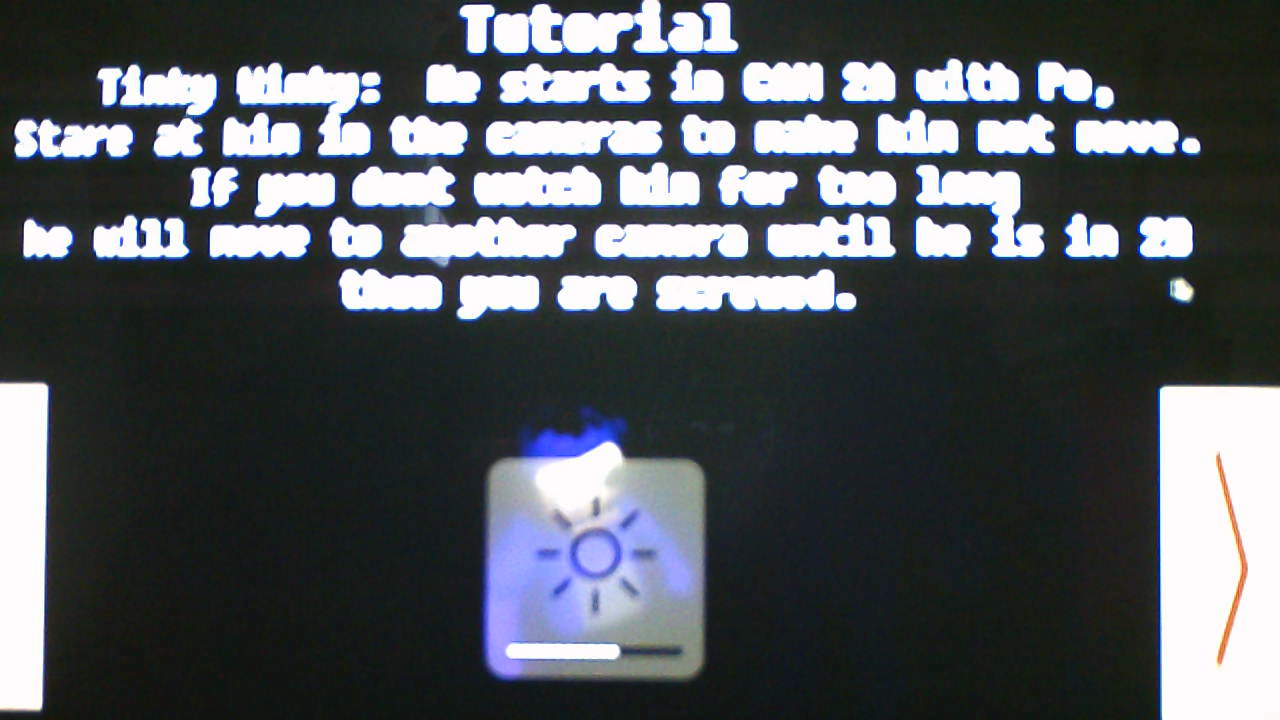 Tutorial
Tinky Winky: He starts in CAM 2A with Po,
Stare at him in the cameras to make him not move.
If you dont watch him for too long
he will move to another camera until he is in 2B
then you are screwed.